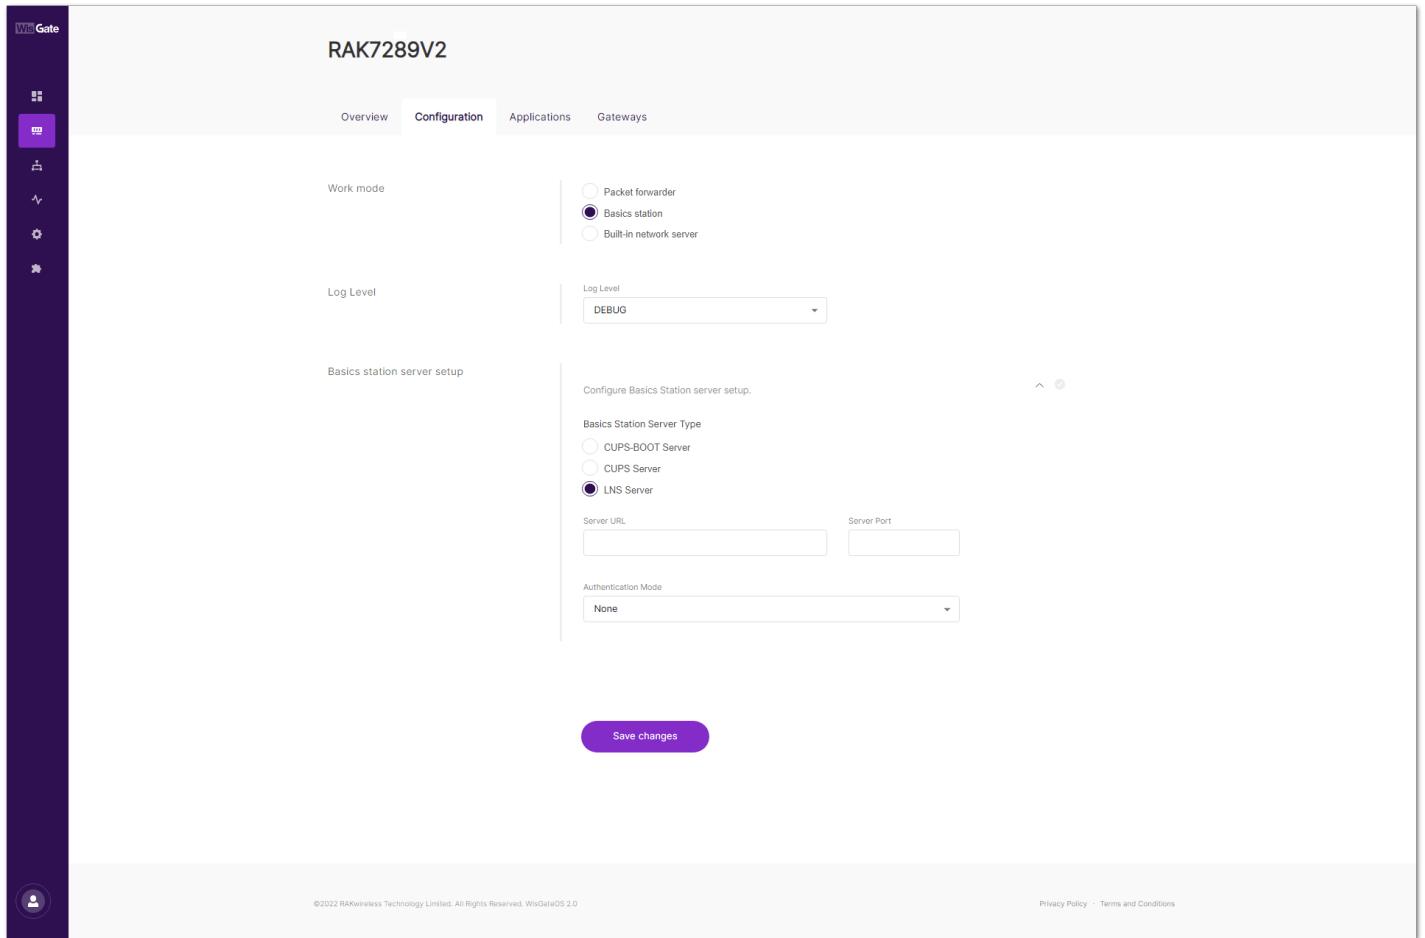 WisGate
RAK7289V2
Overview Configuration Applications Gateways
Work mode
Packet forwarder
Basics station
Built-in network server
Log Level
Log Level
DEBUG
Basics station server setup
Configure Basics Station server setup.
Basics Station Server Type
CUPS-BOOT Server
CUPS Server
LNS Server
Server URL Server Port
Authentication Mode
None
Save changes
©2022 RAKwireless Technology Limited. All Rights Reserved. WisGateOS 2.0
Privacy Policy · Terms and Conditions